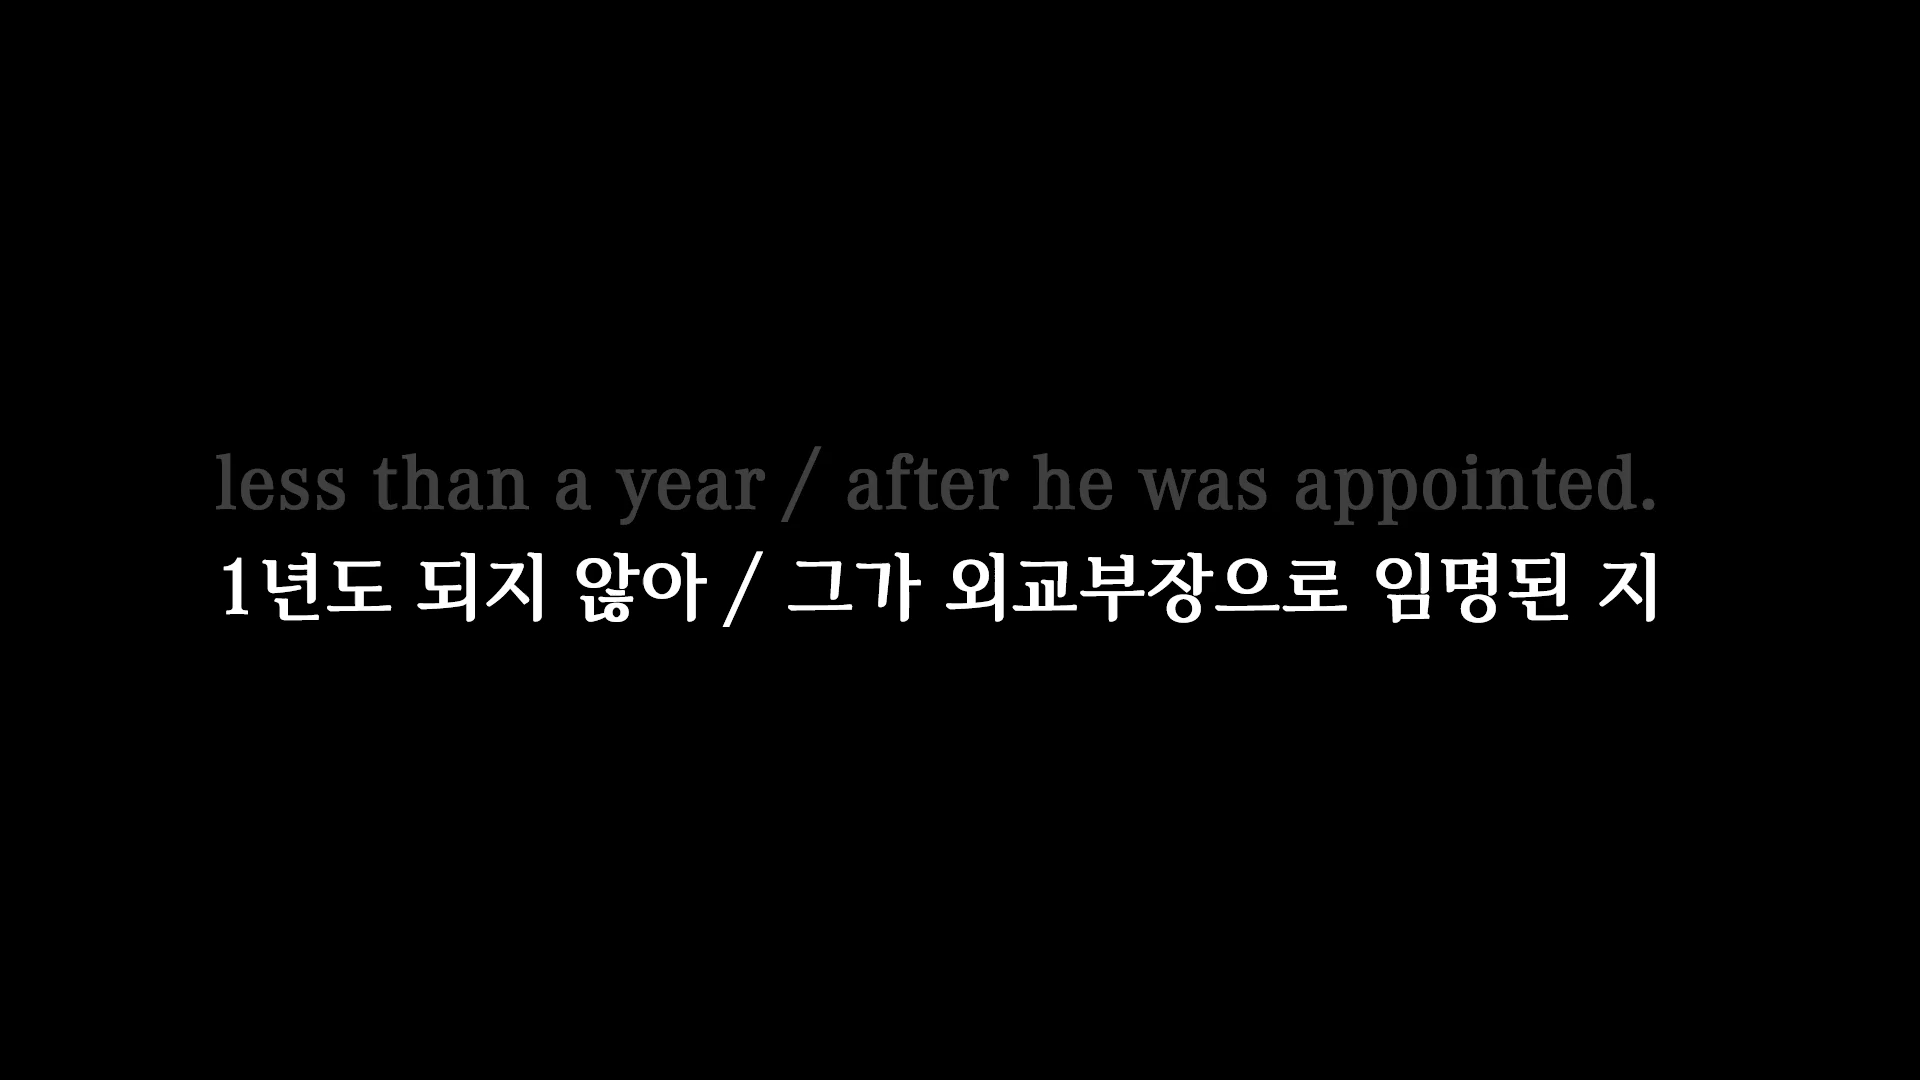 less than a year / after he was appointed.
1년도 되지 않아 / 그가 외교부장으로 임명된 지